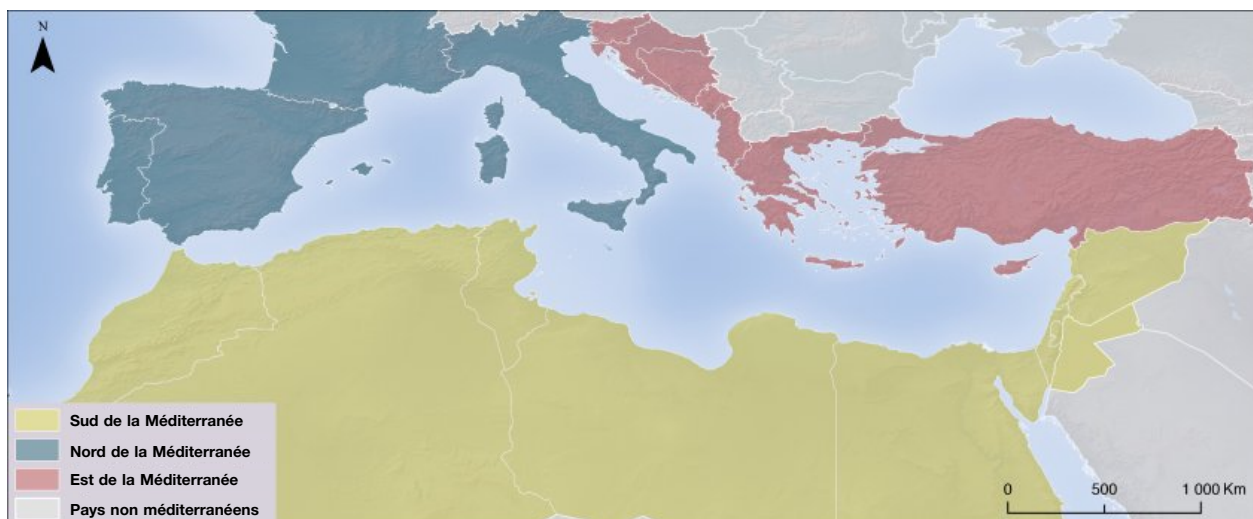 N
Sud de la Méditerranée
Nord de la Méditerranée
Est de la Méditerranée
Pays non méditerranéens
0 500 1 000 Km